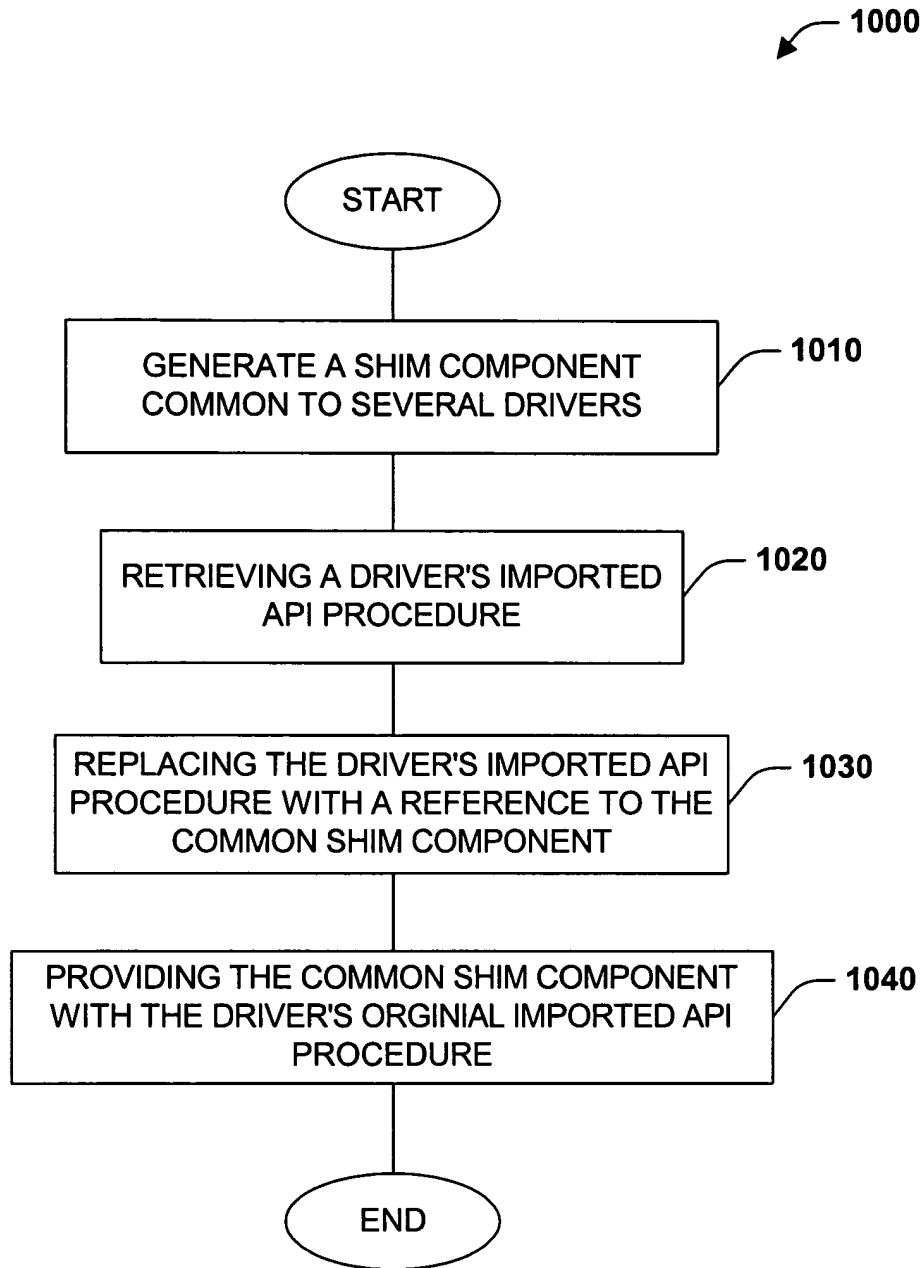 1000
START
GENERATE A SHIM COMPONENT
COMMON TO SEVERAL DRIVERS
1010
RETRIEVING A DRIVER'S IMPORTED
API PROCEDURE
1020
REPLACING THE DRIVER'S IMPORTED API
PROCEDURE WITH A REFERENCE TO THE
COMMON SHIM COMPONENT
1030
PROVIDING THE COMMON SHIM COMPONENT
WITH THE DRIVER'S ORGINIAL IMPORTED API
PROCEDURE
1040
END